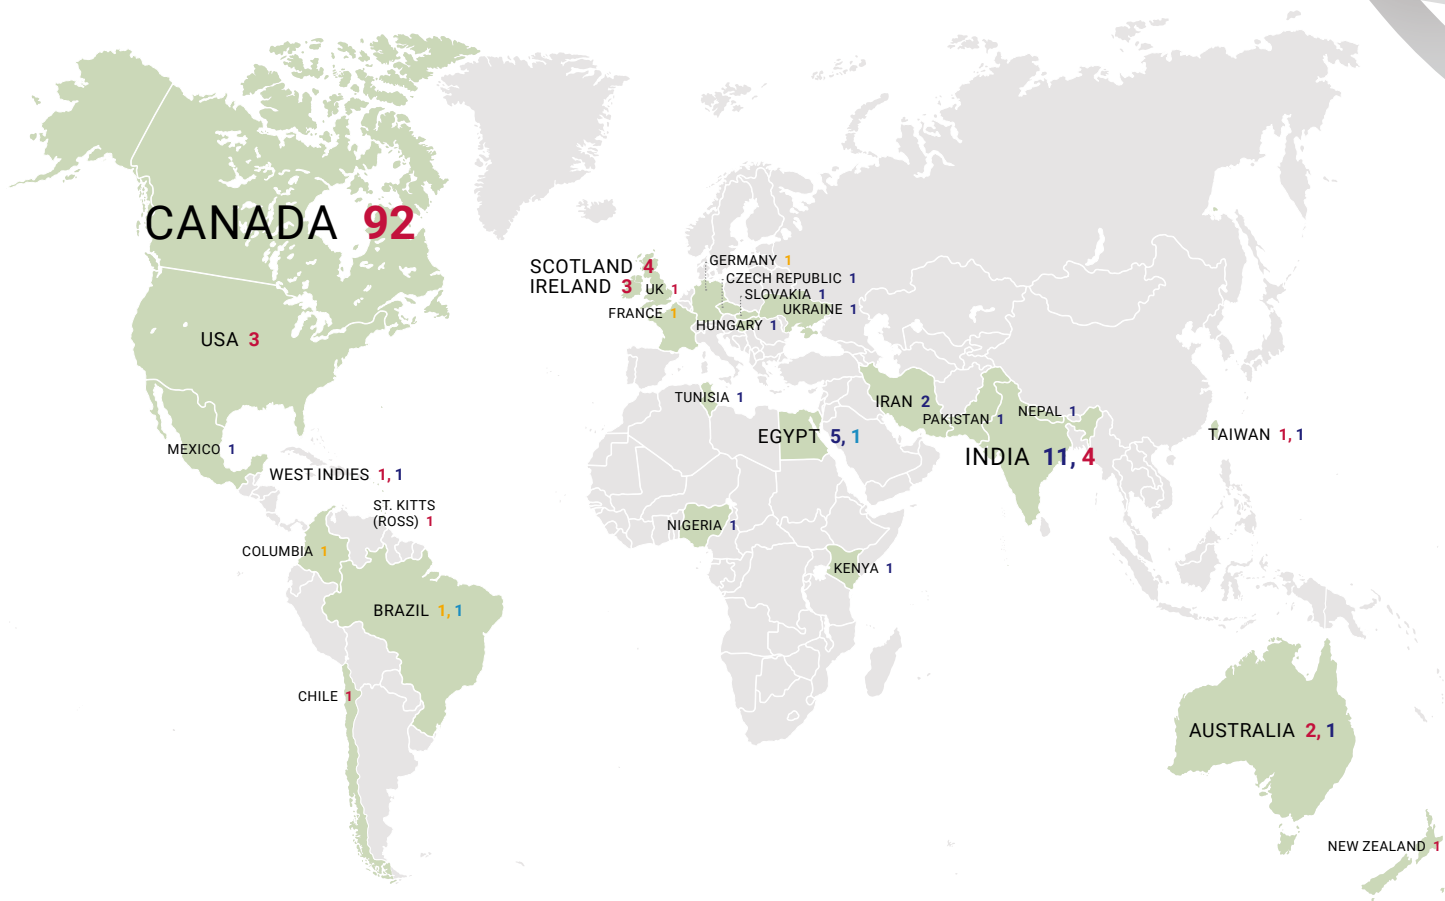 CANADA 92
SCOTLAND 4
IRELAND 3
UK 1
GERMANY 1
CZECH REPUBLIC 1
SLOVAKIA 1
UKRAINE 1
FRANCE 1
HUNGARY 1
USA 3
TUNISIA 1
IRAN 2
PAKISTAN 1
NEPAL 1
EGYPT 5, 1
INDIA 11, 4
TAIWAN 1, 1
MEXICO 1
WEST INDIES 1, 1
ST. KITTS
(ROSS) 1
NIGERIA 1
COLUMBIA 1
KENYA 1
BRAZIL 1, 1
CHILE 1
AUSTRALIA 2, 1
NEW ZEALAND 1